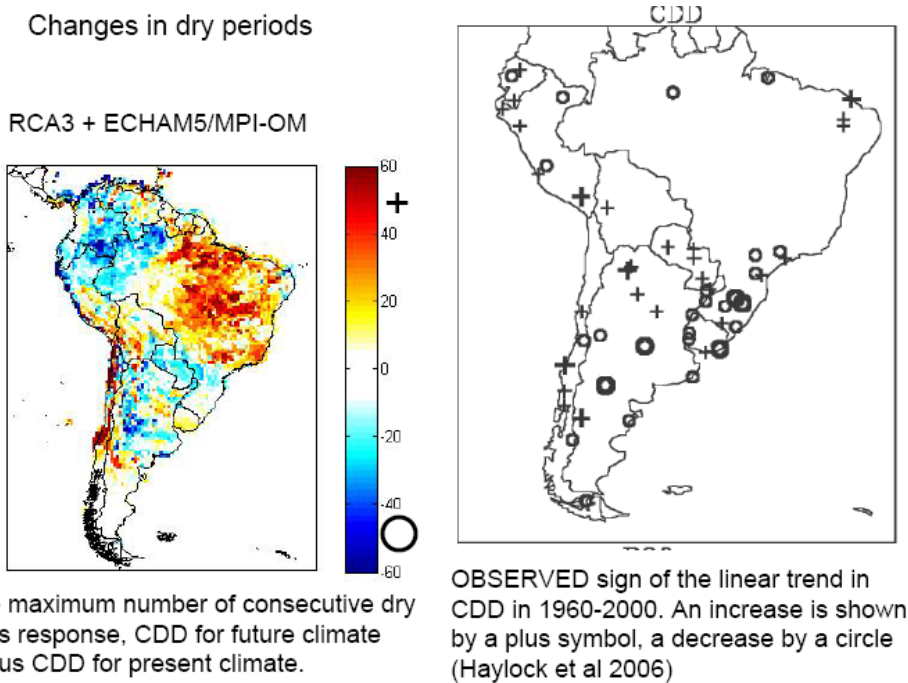 Changes in dry periods
CDD
RCA3 + ECHAM5/MPI-OM
60
+
40
20
0
-20
-40
-60
maximum number of consecutive dry
s response, CDD for future climate
us CDD for present climate.
OBSERVED sign of the linear trend in
CDD in 1960-2000. An increase is shown
by a plus symbol, a decrease by a circle
(Haylock et al 2006)